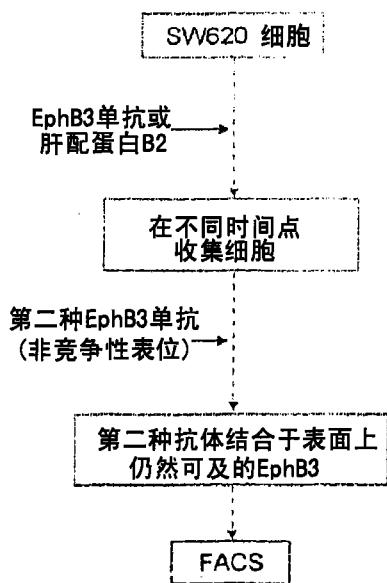 SW620 细胞
EphB3单抗或
肝配蛋白B2
在不同时间点
收集细胞
第二种EphB3单抗
(非竞争性表位)
第二种抗体结合于表面上
仍然可及的EphB3
FACS